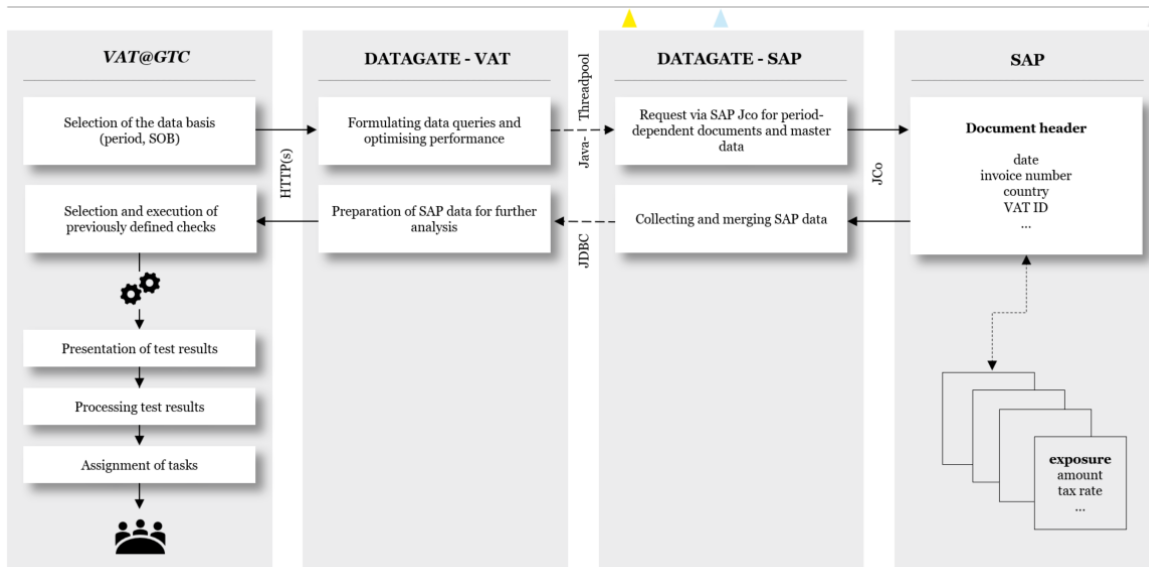 VAT@GTC
Selection of the data basis
(period, SOB)
Selection and execution of
previously defined checks
Presentation of test results
Processing test results
Assignment of tasks
HTTP(s)
DATAGATE - VAT
Formulating data queries and
optimising performance
Preparation of SAP data for further
analysis
Java- Threadpool
JDBC
DATAGATE - SAP
Request via SAP Jco for period-
dependent documents and master
data
Collecting and merging SAP data
JCo
SAP
Document header
date
invoice number
country
VAT ID
...
exposure
amount
tax rate
...